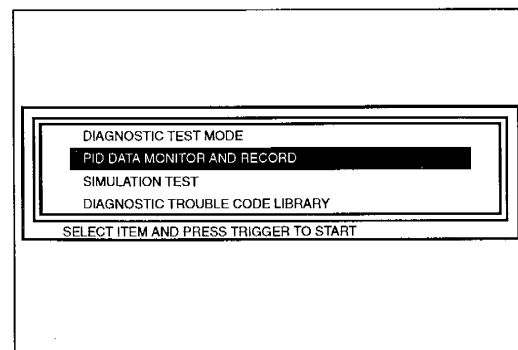 DIAGNOSTIC TEST MODE
PID DATA MONITOR AND RECORD
SIMULATION TEST
DIAGNOSTIC TROUBLE CODE LIBRARY
SELECT ITEM AND PRESS TRIGGER TO START